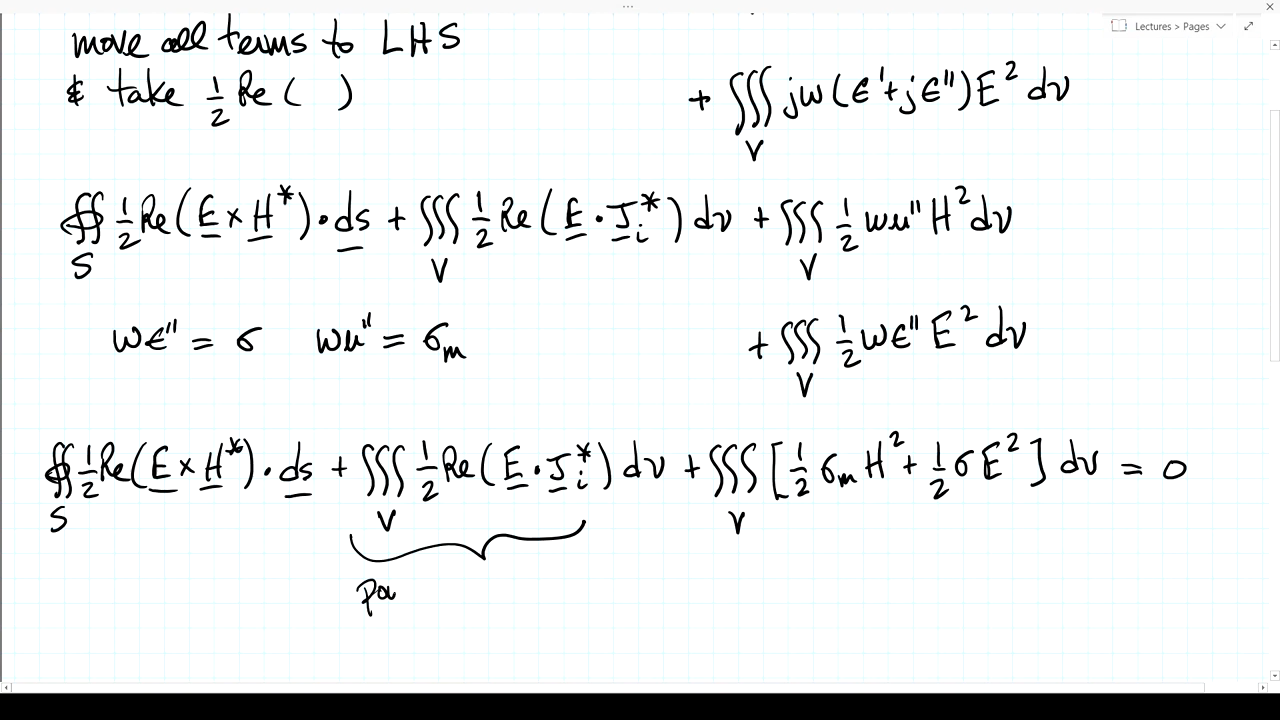 Lectures > Pages
move all terms to LHS
& take 1/2 Re( )
+ ∭_V jω(ϵ'+jϵ'')E² dv
∯_S 1/2 Re(E × H*)·ds + ∭_V 1/2 Re(E·J_i*) dv + ∭_V 1/2 ωμ'' H² dv
ωϵ'' = σ ωμ'' = σ_m + ∭_V 1/2 ωϵ'' E² dv
∯_S 1/2 Re(E × H*)·ds + ∭_V 1/2 Re(E·J_i*) dv + ∭_V [1/2 σ_m H² + 1/2 σE²] dv = 0